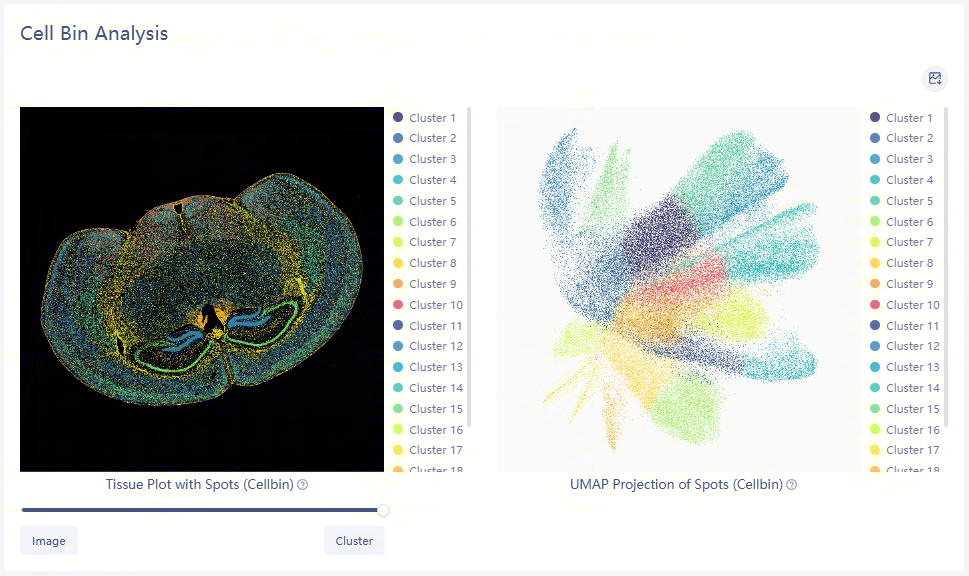 Cell Bin Analysis
Cluster 1
Cluster 2
Cluster 3
Cluster 4
Cluster 5
Cluster 6
Cluster 7
Cluster 8
Cluster 9
Cluster 10
Cluster 11
Cluster 12
Cluster 13
Cluster 14
Cluster 15
Cluster 16
Cluster 17
Cluster 18
Tissue Plot with Spots (Cellbin) ?
Cluster 1
Cluster 2
Cluster 3
Cluster 4
Cluster 5
Cluster 6
Cluster 7
Cluster 8
Cluster 9
Cluster 10
Cluster 11
Cluster 12
Cluster 13
Cluster 14
Cluster 15
Cluster 16
Cluster 17
Cluster 18
UMAP Projection of Spots (Cellbin) ?
Image
Cluster